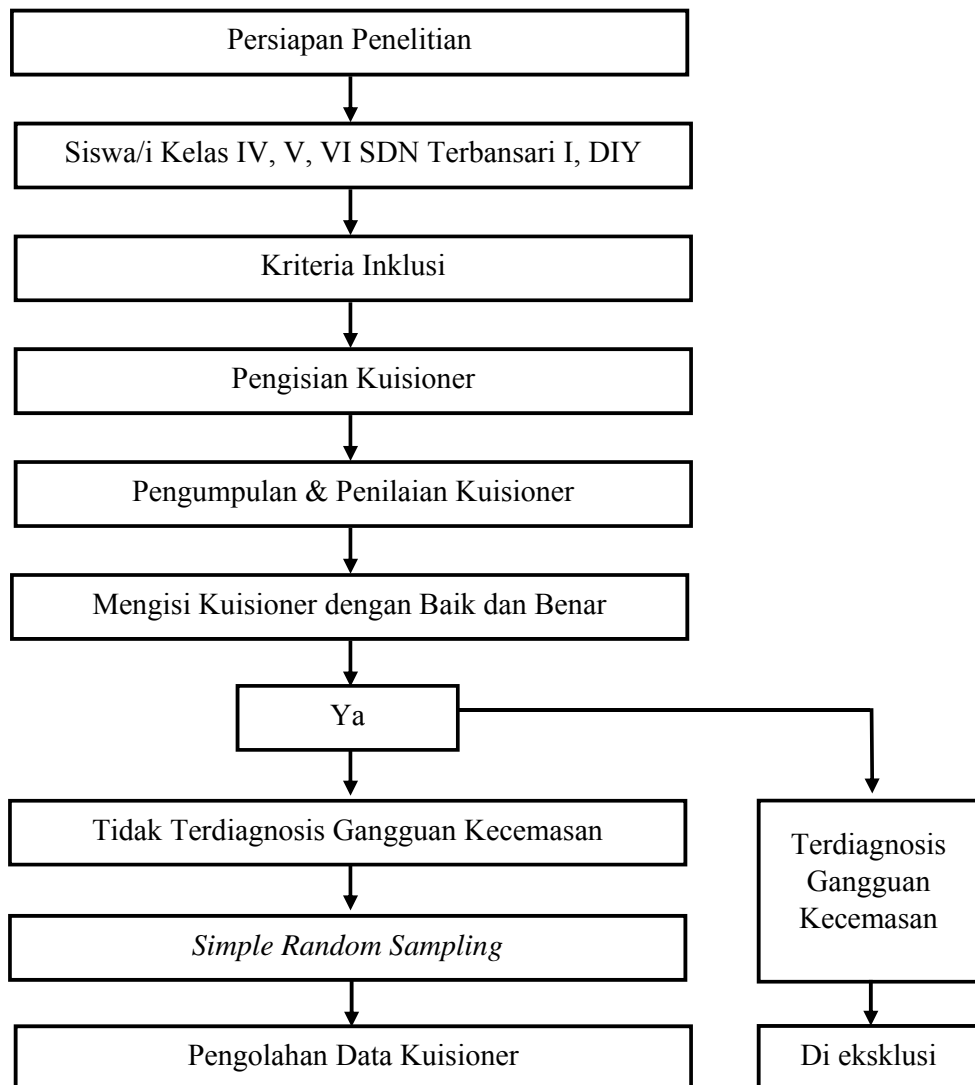 Persiapan Penelitian
Siswa/i Kelas IV, V, VI SDN Terbansari I, DIY
Kriteria Inklusi
Pengisian Kuisioner
Pengumpulan & Penilaian Kuisioner
Mengisi Kuisioner dengan Baik dan Benar
Ya
Tidak Terdiagnosis Gangguan Kecemasan
Terdiagnosis
Gangguan
Kecemasan
Simple Random Sampling
Pengolahan Data Kuisioner
Di eksklusi